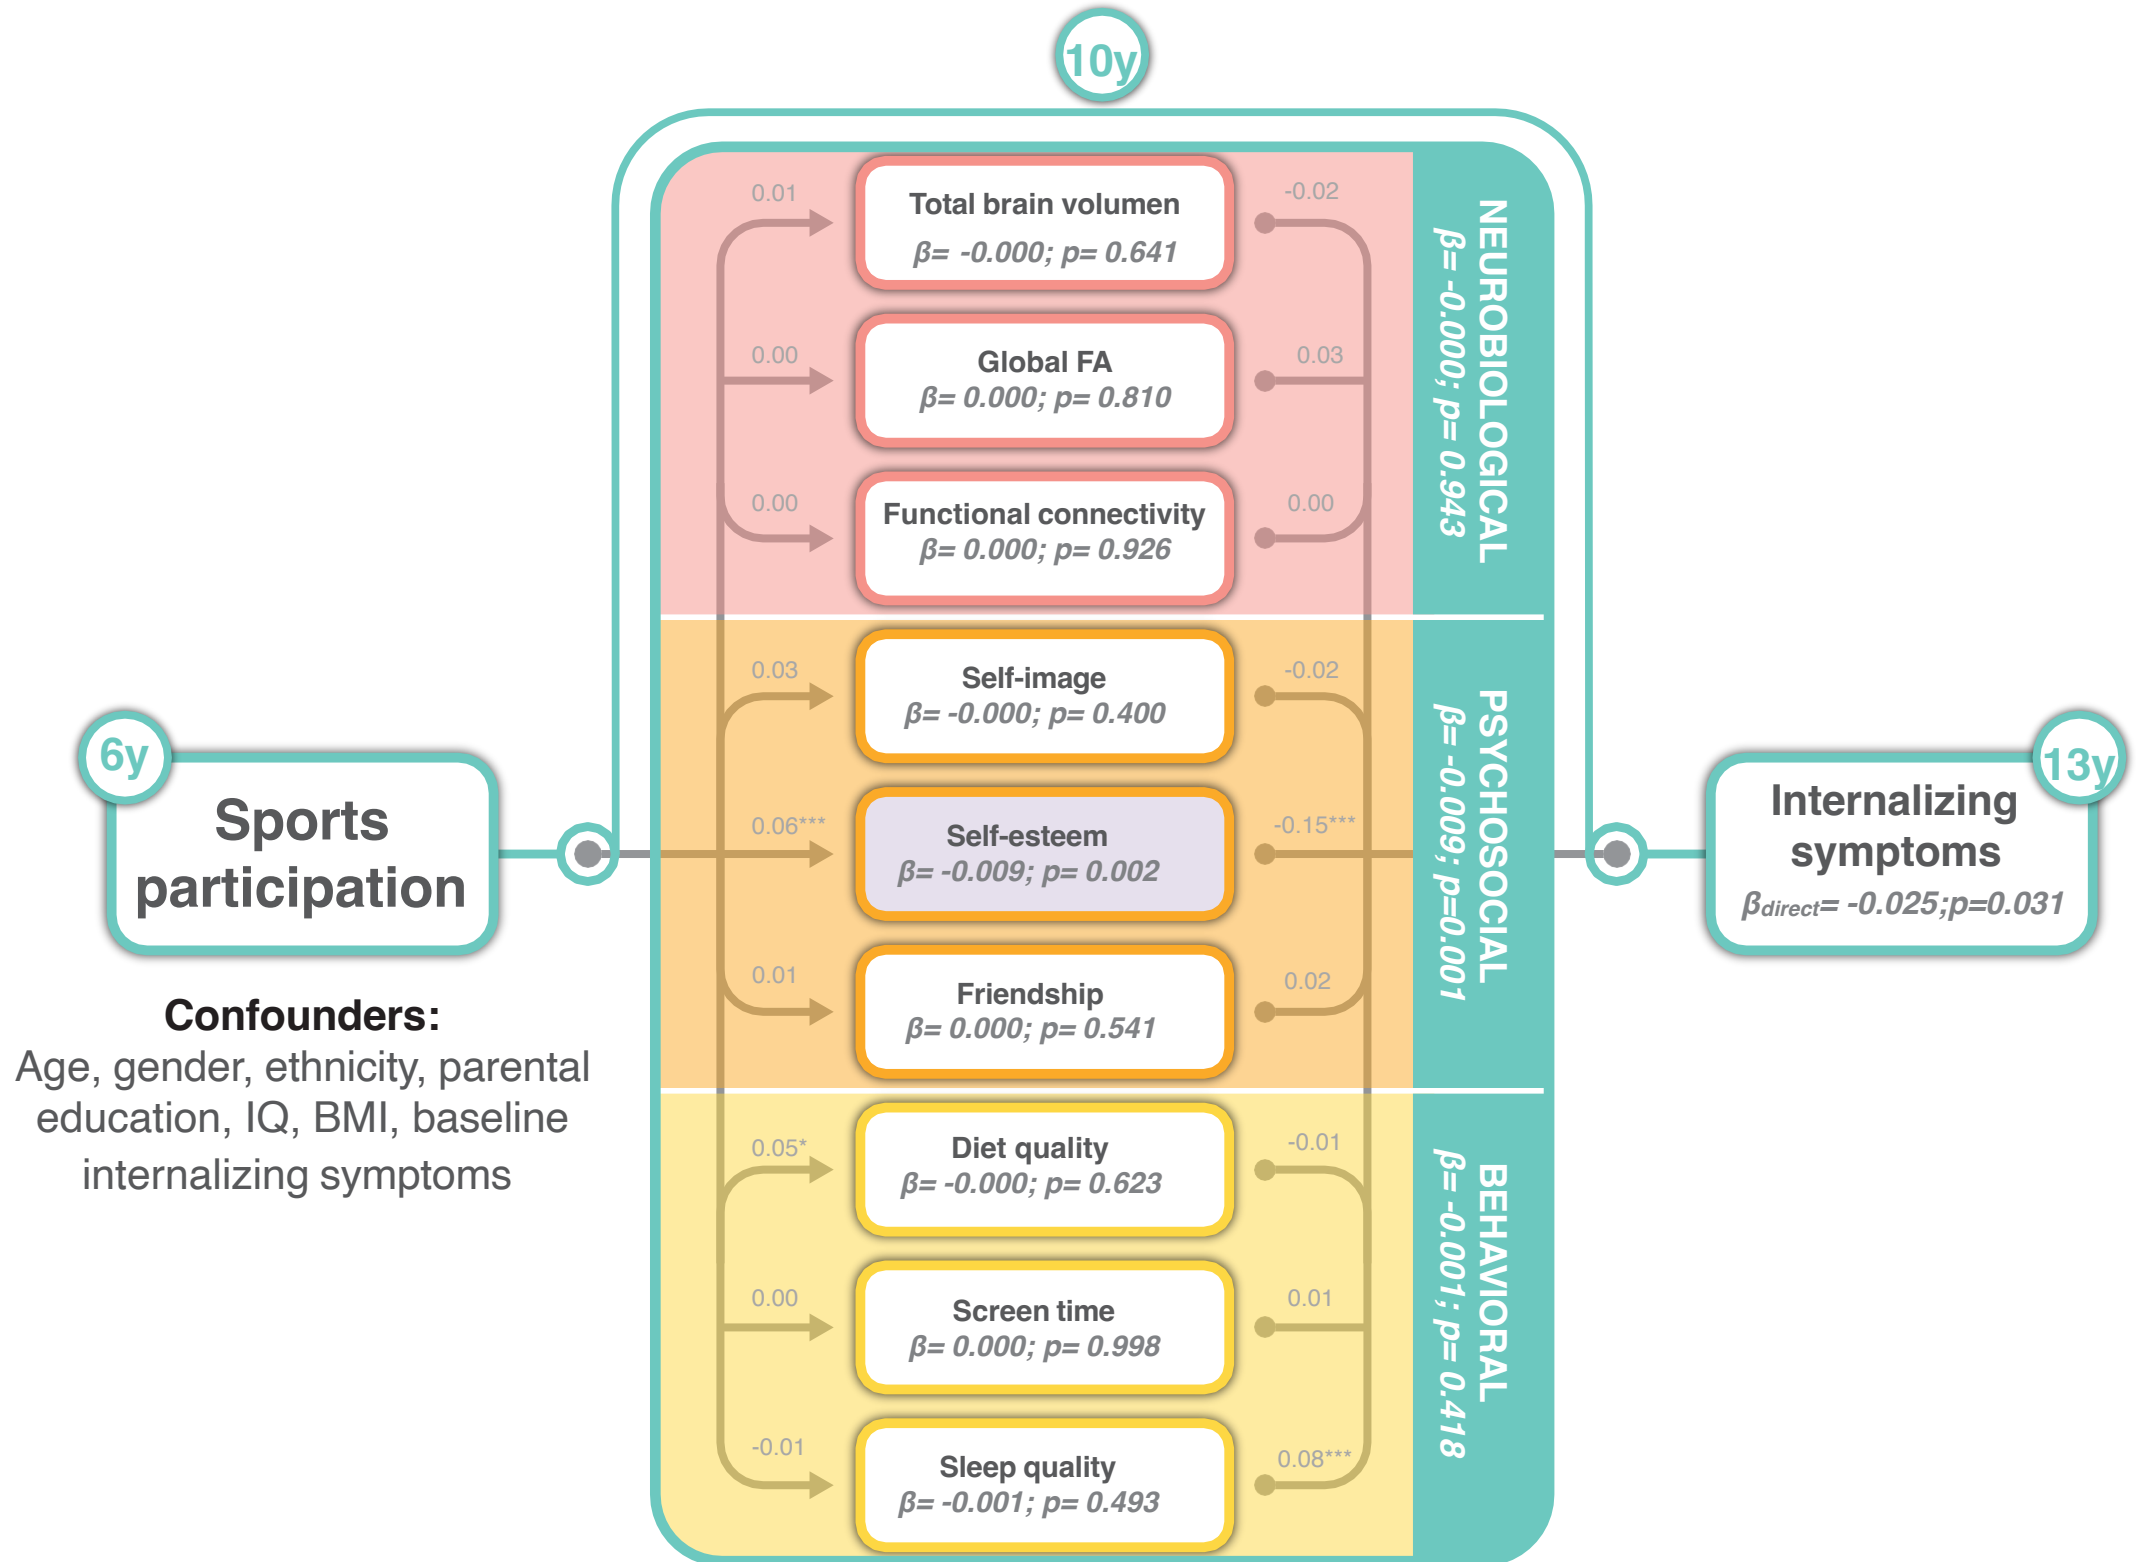 10y
0.01
Total brain volumen
β= -0.000; p= 0.641
-0.02
0.00
Global FA
β= 0.000; p= 0.810
0.03
0.00
Functional connectivity
β= 0.000; p= 0.926
0.00
NEUROBIOLOGICAL
β= -0.000; p= 0.943
0.03
Self-image
β= -0.000; p= 0.400
-0.02
0.06***
Self-esteem
β= -0.009; p= 0.002
-0.15***
0.01
Friendship
β= 0.000; p= 0.541
0.02
PSYCHOSOCIAL
β= -0.009; p=0.001
0.05*
Diet quality
β= -0.000; p= 0.623
-0.01
0.00
Screen time
β= 0.000; p= 0.998
0.01
-0.01
Sleep quality
β= -0.001; p= 0.493
0.08***
BEHAVIORAL
β= -0.001; p= 0.418
6y
Sports
participation
Confounders:
Age, gender, ethnicity, parental
education, IQ, BMI, baseline
internalizing symptoms
13y
Internalizing
symptoms
βdirect= -0.025;p=0.031